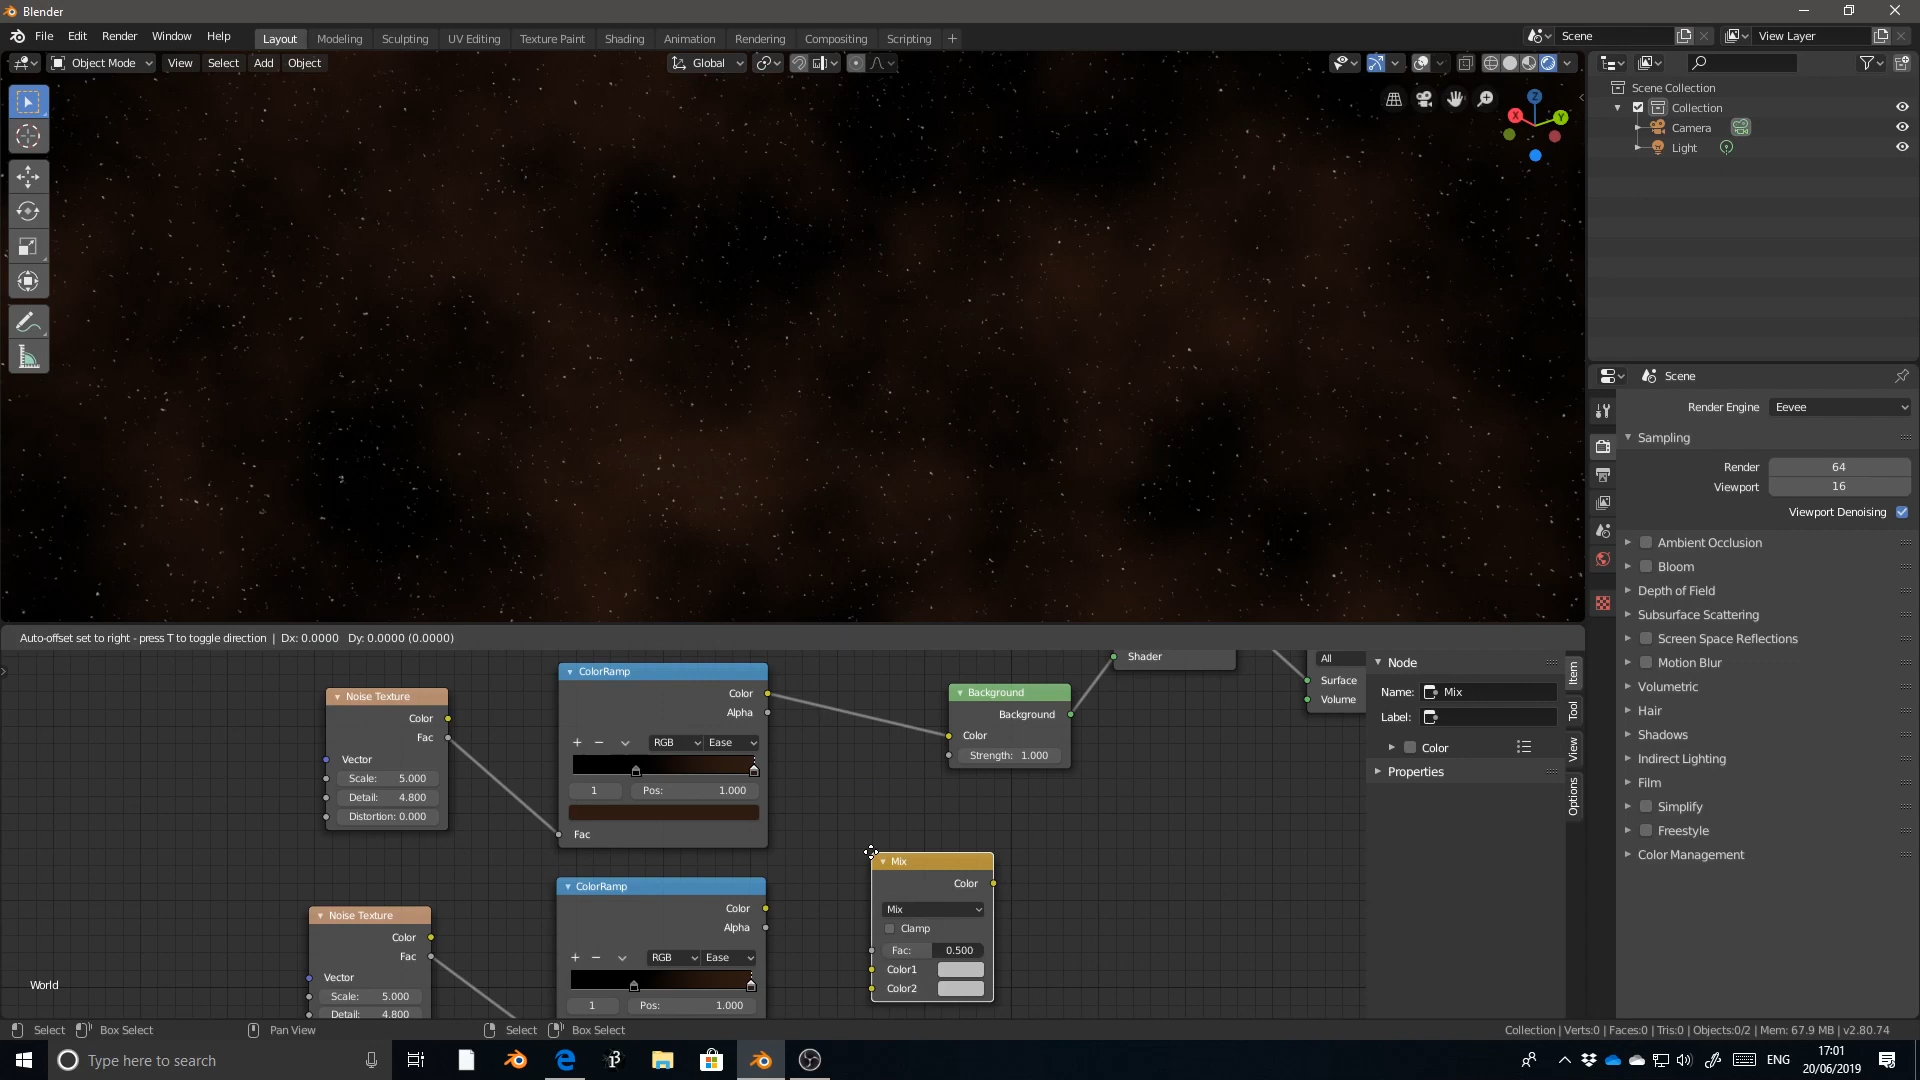 Blender
File Edit Render Window Help
Layout Modeling Sculpting UV Editing Texture Paint Shading Animation Rendering Compositing Scripting +
Scene View Layer
Object Mode View Select Add Object
Global
X Y Z
Scene Collection
Collection
Camera
Light
Scene
Render Engine Eevee
Sampling
Render 64
Viewport 16
Viewport Denoising
Ambient Occlusion
Bloom
Depth of Field
Subsurface Scattering
Screen Space Reflections
Motion Blur
Volumetric
Hair
Shadows
Indirect Lighting
Film
Simplify
Freestyle
Color Management
Auto-offset set to right - press T to toggle direction | Dx: 0.0000 Dy: 0.0000 (0.0000)
Noise Texture
Color
Fac
Vector
Scale: 5.000
Detail: 4.800
Distortion: 0.000
ColorRamp
Color
Alpha
RGB Ease
1 Pos: 1.000
Fac
Background
Background
Color
Strength: 1.000
Shader
All
Surface
Volume
Noise Texture
Color
Fac
Vector
Scale: 5.000
Detail: 4.800
ColorRamp
Color
Alpha
RGB Ease
1 Pos: 1.000
Mix
Color
Mix
Clamp
Fac: 0.500
Color1
Color2
World
Node
Name: Mix
Label:
Color
Properties
Item
Tool
View
Options
Select Box Select Pan View Select Box Select
Collection | Verts:0 | Faces:0 | Tris:0 | Objects:0/2 | Mem: 67.9 MB | v2.80.74
Type here to search
ENG
17:01
20/06/2019